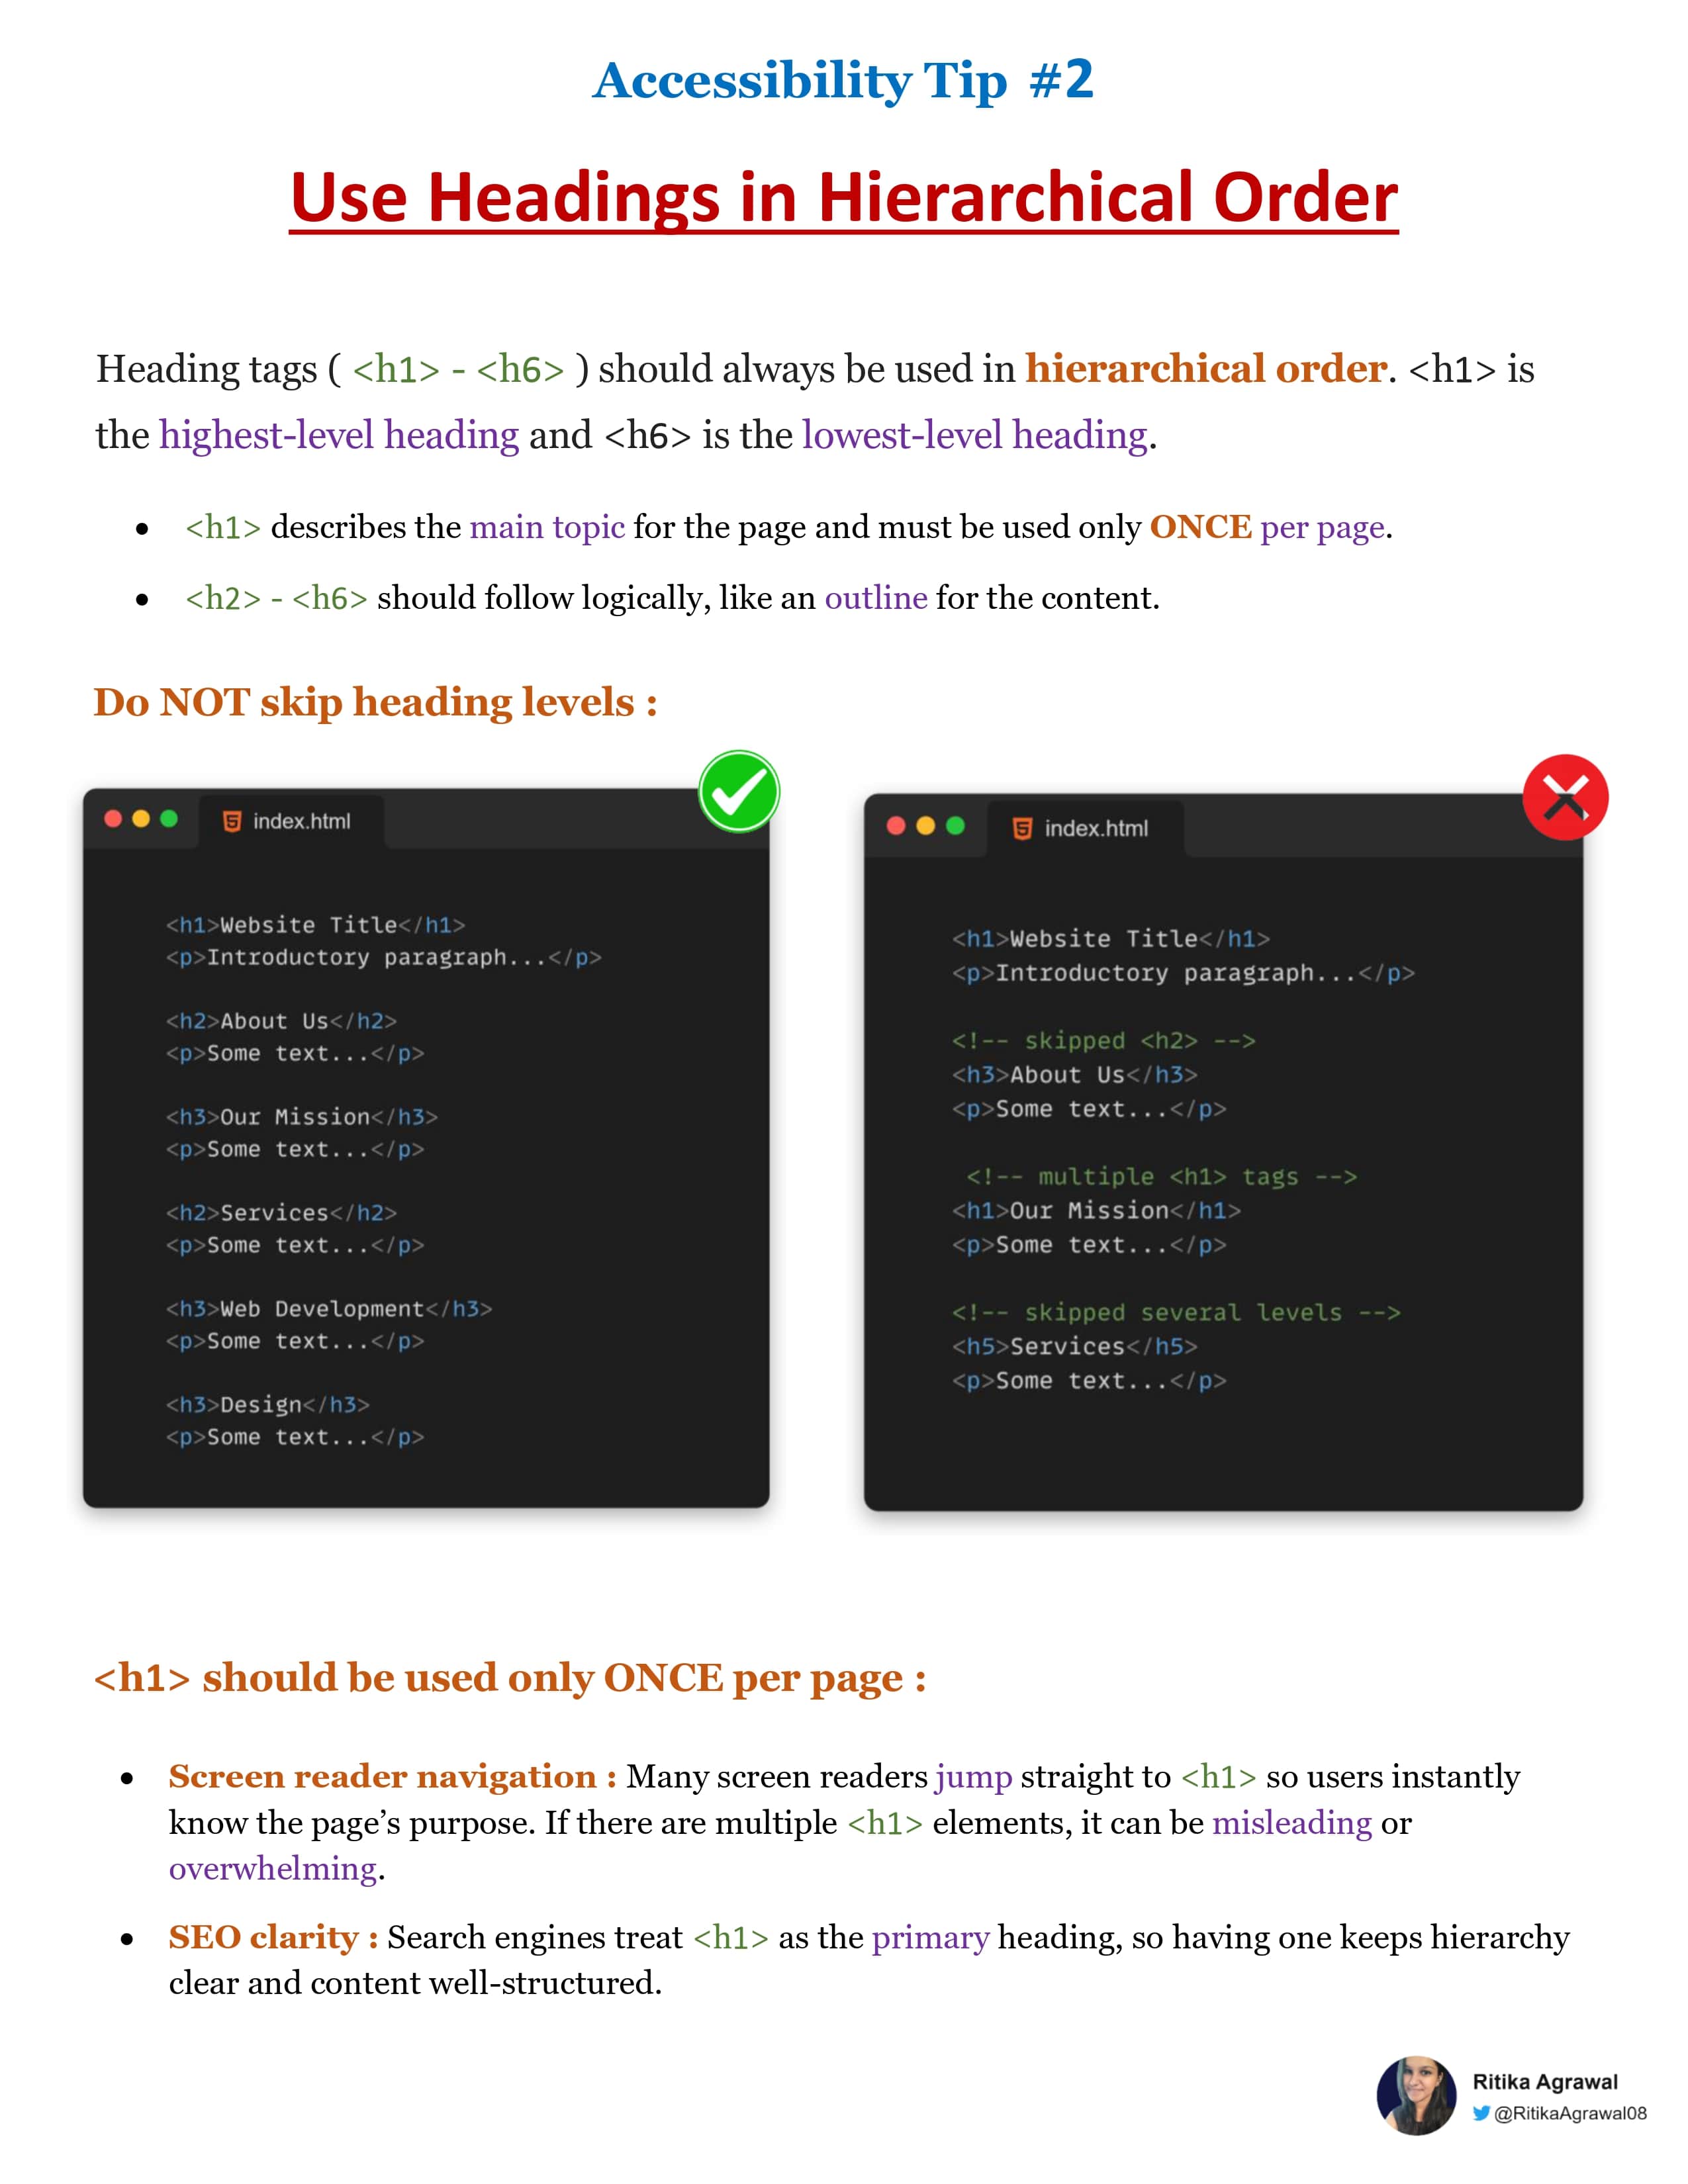 Accessibility Tip #2
Use Headings in Hierarchical Order
Heading tags ( <h1> - <h6> ) should always be used in hierarchical order. <h1> is
the highest-level heading and <h6> is the lowest-level heading.
• <h1> describes the main topic for the page and must be used only ONCE per page.
• <h2> - <h6> should follow logically, like an outline for the content.
Do NOT skip heading levels :
index.html
<h1>Website Title</h1>
<p>Introductory paragraph...</p>
<h2>About Us</h2>
<p>Some text...</p>
<h3>Our Mission</h3>
<p>Some text...</p>
<h2>Services</h2>
<p>Some text...</p>
<h3>Web Development</h3>
<p>Some text...</p>
<h3>Design</h3>
<p>Some text...</p>
index.html
<h1>Website Title</h1>
<p>Introductory paragraph...</p>
<!-- skipped <h2> -->
<h3>About Us</h3>
<p>Some text...</p>
<!-- multiple <h1> tags -->
<h1>Our Mission</h1>
<p>Some text...</p>
<!-- skipped several levels -->
<h5>Services</h5>
<p>Some text...</p>
<h1> should be used only ONCE per page :
• Screen reader navigation : Many screen readers jump straight to <h1> so users instantly
know the page’s purpose. If there are multiple <h1> elements, it can be misleading or
overwhelming.
• SEO clarity : Search engines treat <h1> as the primary heading, so having one keeps hierarchy
clear and content well-structured.
Ritika Agrawal
@RitikaAgrawal08